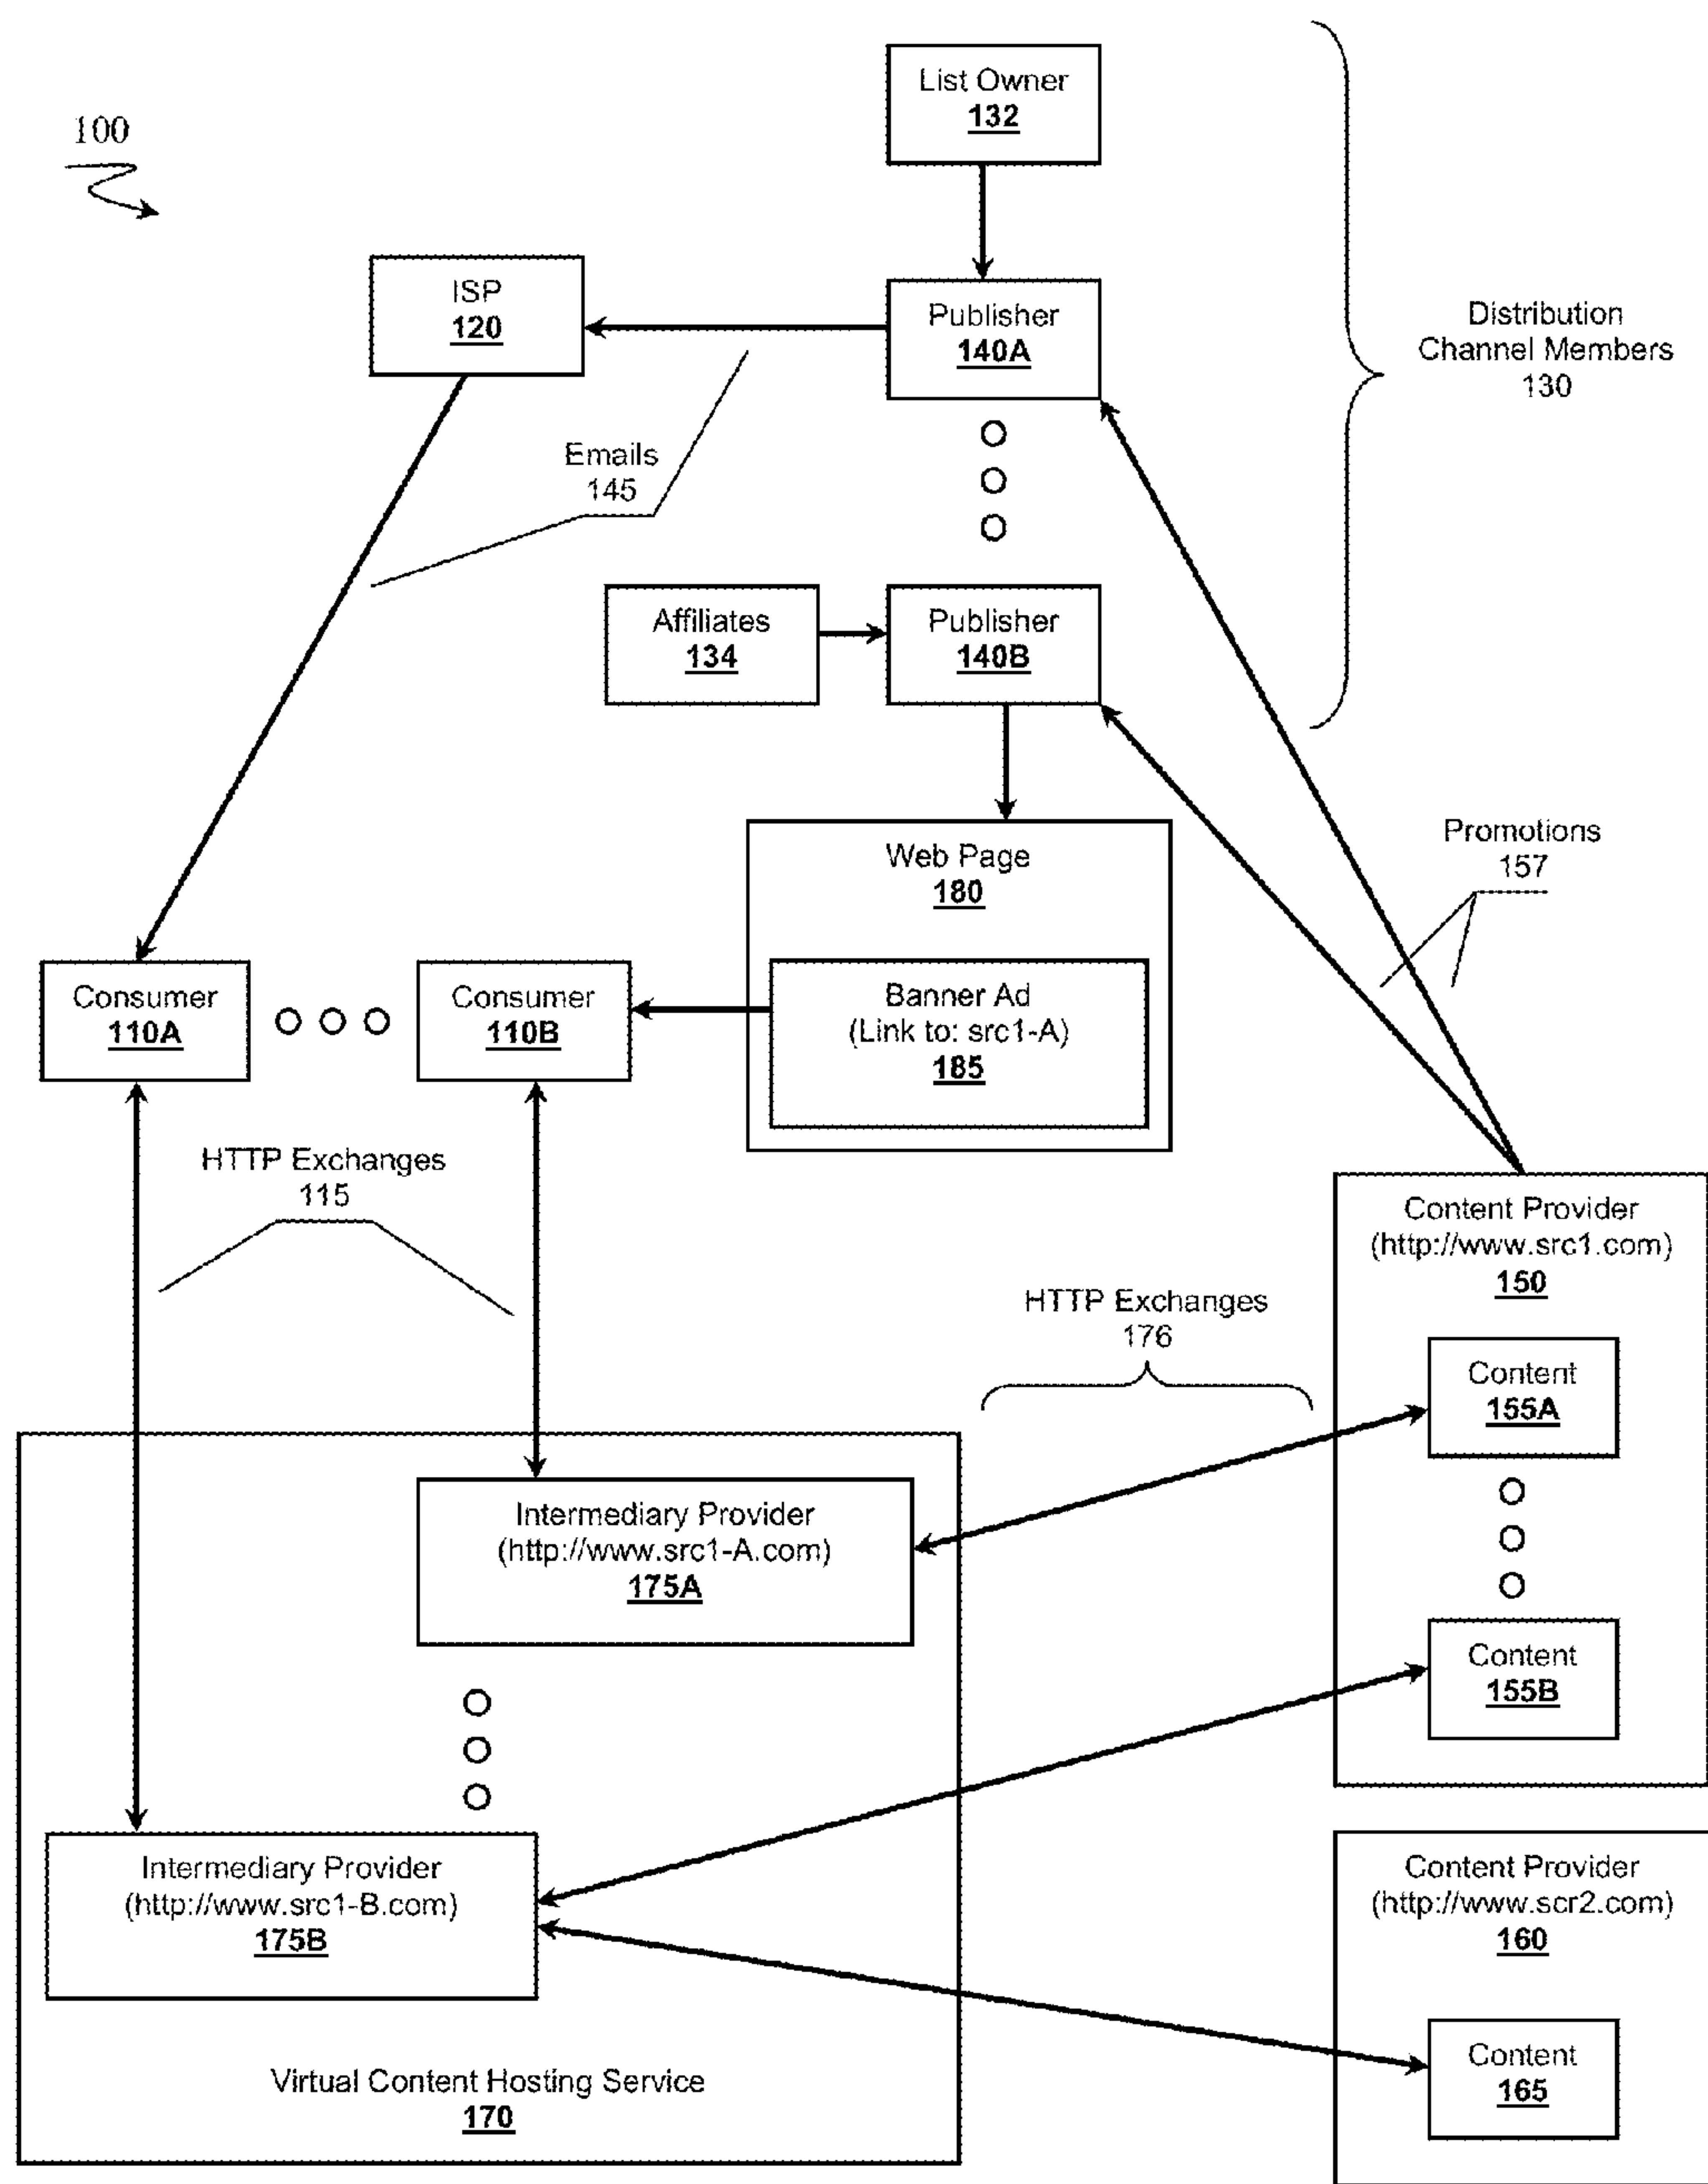 100
List Owner
132
ISP
120
Publisher
140A
Distribution
Channel Members
130
Emails
145
Affiliates
134
Publisher
140B
Promotions
157
Web Page
180
Consumer
110A
Consumer
110B
Banner Ad
(Link to: src1-A)
185
HTTP Exchanges
115
Content Provider
(http://www.src1.com)
150
HTTP Exchanges
176
Content
155A
Intermediary Provider
(http://www.src1-A.com)
175A
Content
155B
Intermediary Provider
(http://www.src1-B.com)
175B
Content Provider
(http://www.scr2.com)
160
Content
165
Virtual Content Hosting Service
170